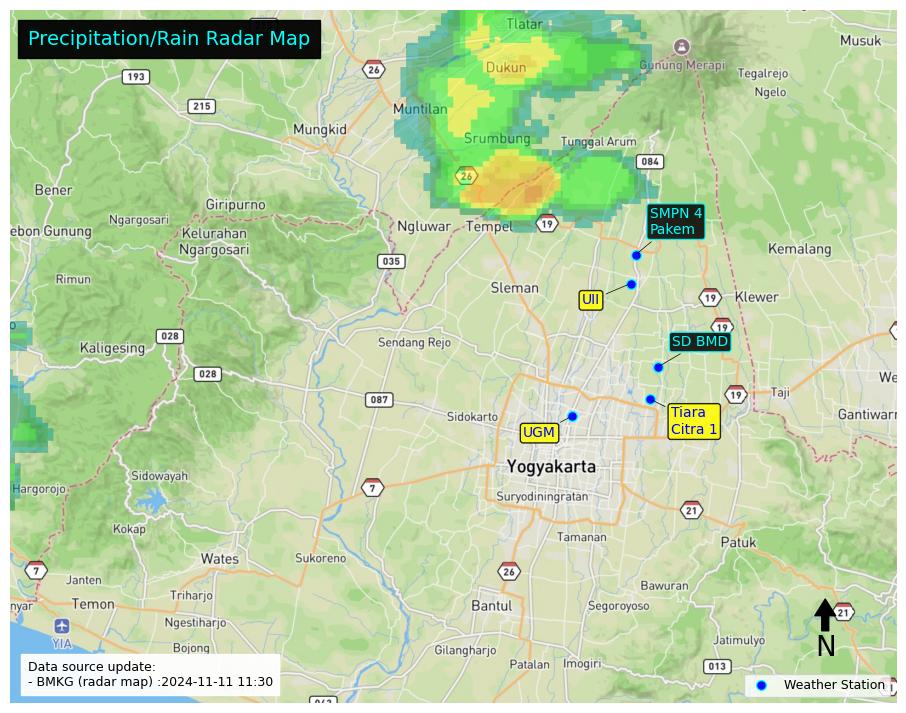 Tlatar
Precipitation/Rain Radar Map
Musuk
Gunung Merapi
Dukun
26
193
Tegalrejo
Ngelo
215
Muntilan
Mungkid
Srumbung
Tunggal Arum
084
26
Bener
Giripurno
SMPN 4
Pakem
Ngargosari
Kelurahan
Ngargosari
Ngluwar
Tempel
19
ebon Gunung
Kemalang
035
Rimun
Sleman
UII
19
Klewer
19
028
Sendang Rejo
SD BMD
Kaligesing
028
087
19
Taji
We
Sidokarto
Tiara
Citra 1
Gantiwarn
UGM
Yogyakarta
Sidowayah
Hargorojo
7
Suryodiningratan
21
Kokap
Tamanan
Patuk
Wates
Sukoreno
7
26
Janten
Bawuran
Triharjo
nyar
Temon
Bantul
Segoroyoso
21
Ngestiharjo
YIA
Jatimulyo
N
Bojong
Gilangharjo
Data source update:
- BMKG (radar map) :2024-11-11 11:30
Patalan
Imogiri
013
Weather Station